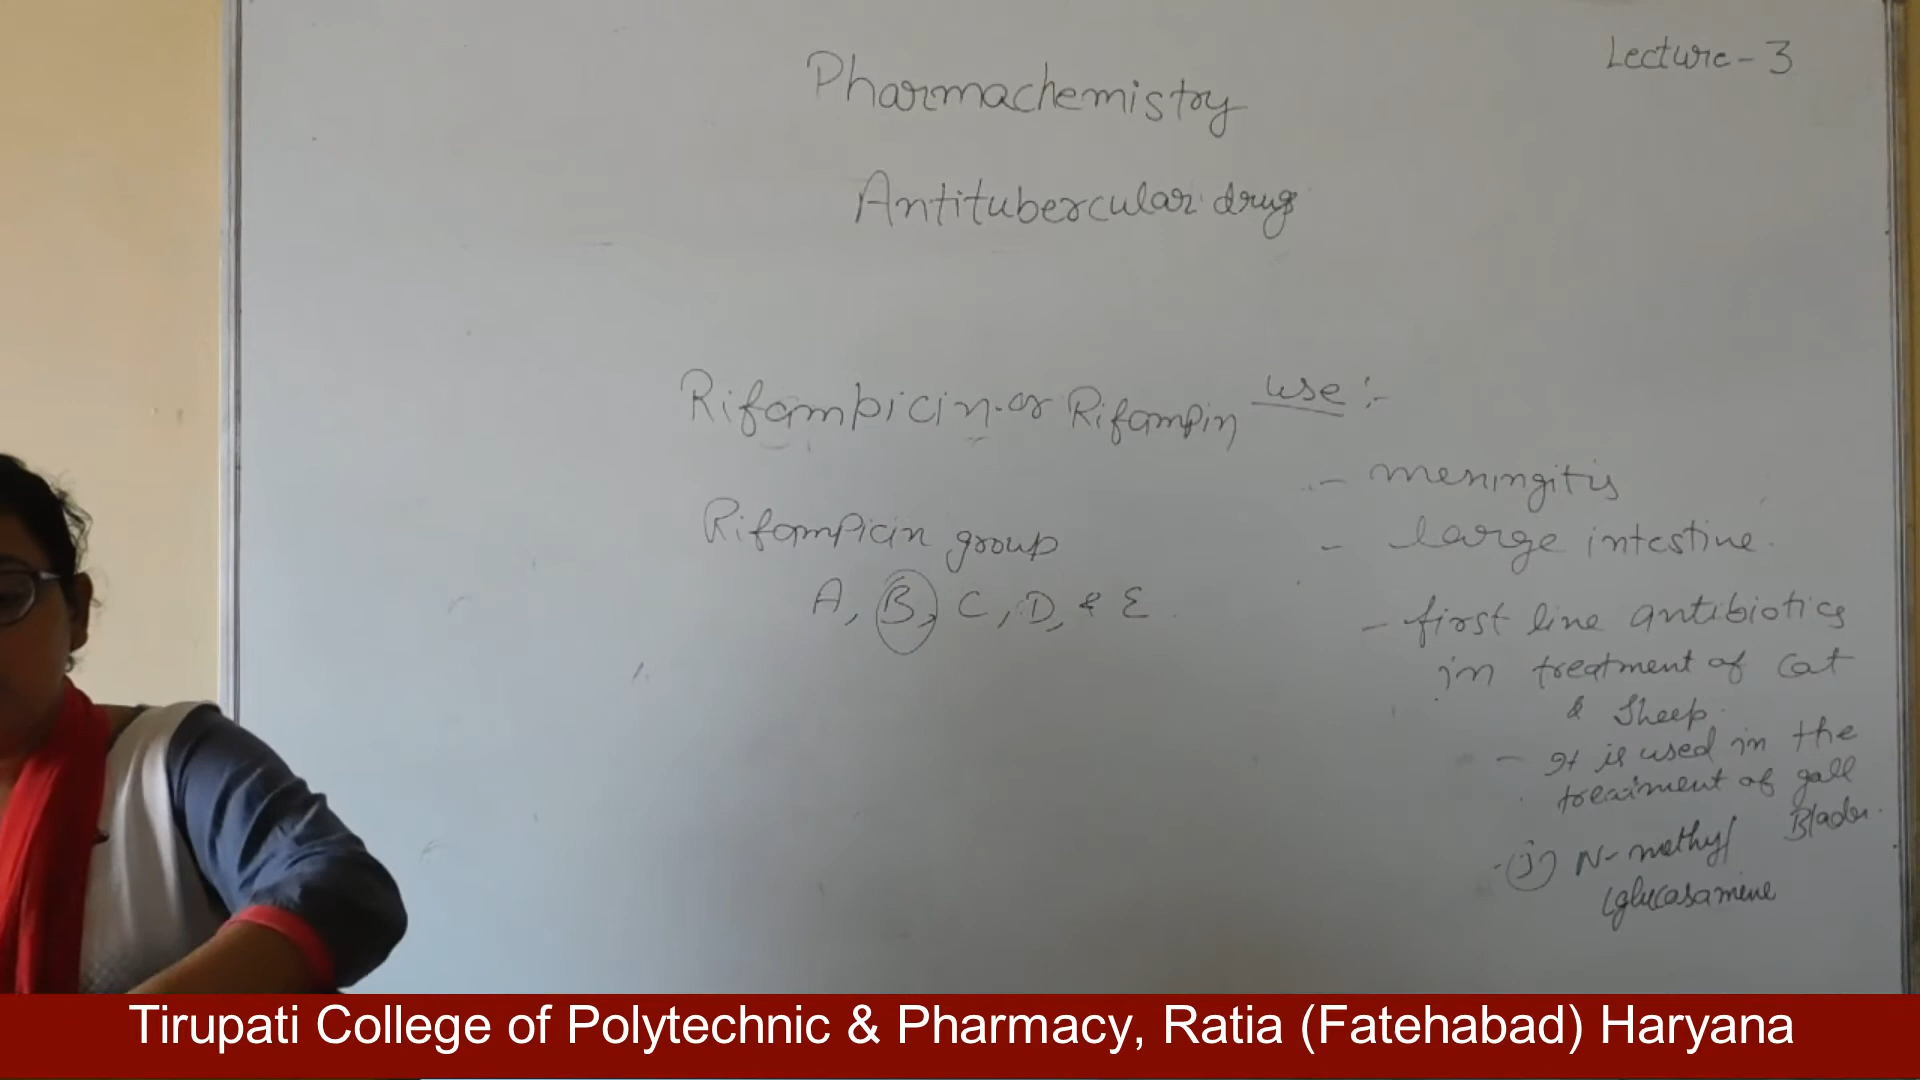 Lecture - 3
Pharmachemistry
Antitubercular drug
Rifampicin or Rifampin
Rifampicin group
A, B, C, D, & E
use :-
- meningitis
- large intestine.
- first line antibiotics
in treatment of cat
& Sheep.
- It is used in the
treatment of gall
Blader.
N-methyl
glucosamine
Tirupati College of Polytechnic & Pharmacy, Ratia (Fatehabad) Haryana